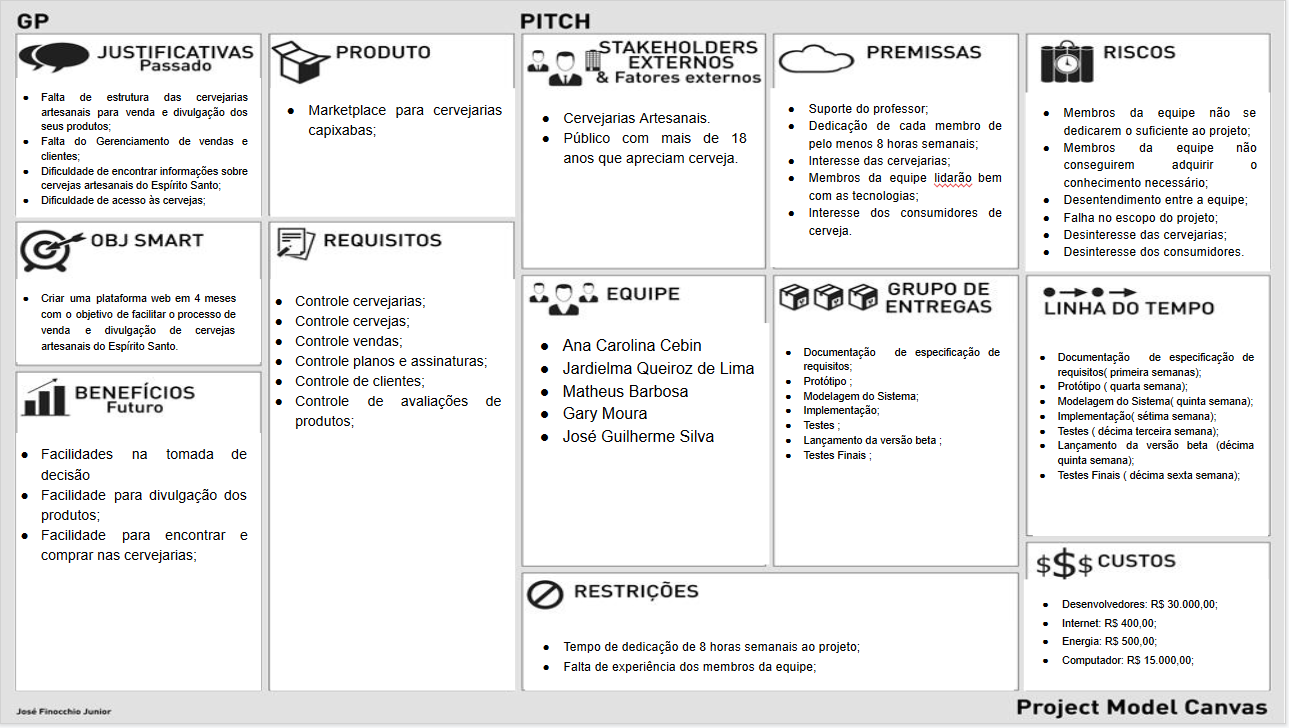 GP
PITCH
JUSTIFICATIVAS
Passado
● Falta de estrutura das cervejarias
artesanais para venda e divulgação dos
seus produtos;
● Falta do Gerenciamento de vendas e
clientes;
● Dificuldade de encontrar informações sobre
cervejas artesanais do Espírito Santo;
● Dificuldade de acesso às cervejas;
OBJ SMART
● Criar uma plataforma web em 4 meses
com o objetivo de facilitar o processo de
venda e divulgação de cervejas
artesanais do Espírito Santo.
BENEFÍCIOS
Futuro
● Facilidades na tomada de
decisão
● Facilidade para divulgação dos
produtos;
● Facilidade para encontrar e
comprar nas cervejarias;
PRODUTO
● Marketplace para cervejarias
capixabas;
REQUISITOS
● Controle cervejarias;
● Controle cervejas;
● Controle vendas;
● Controle planos e assinaturas;
● Controle de clientes;
● Controle de avaliações de
produtos;
STAKEHOLDERS
EXTERNOS
& Fatores externos
● Cervejarias Artesanais.
● Público com mais de 18
anos que apreciam cerveja.
EQUIPE
● Ana Carolina Cebin
● Jardielma Queiroz de Lima
● Matheus Barbosa
● Gary Moura
● José Guilherme Silva
PREMISSAS
● Suporte do professor;
● Dedicação de cada membro de
pelo menos 8 horas semanais;
● Interesse das cervejarias;
● Membros da equipe lidarão bem
com as tecnologias;
● Interesse dos consumidores de
cerveja.
GRUPO DE
ENTREGAS
● Documentação de especificação de
requisitos;
● Protótipo ;
● Modelagem do Sistema;
● Implementação;
● Testes ;
● Lançamento da versão beta ;
● Testes Finais ;
RESTRIÇÕES
● Tempo de dedicação de 8 horas semanais ao projeto;
● Falta de experiência dos membros da equipe;
RISCOS
● Membros da equipe não se
dedicarem o suficiente ao projeto;
● Membros da equipe não
conseguirem adquirir o
conhecimento necessário;
● Desentendimento entre a equipe;
● Falha no escopo do projeto;
● Desinteresse das cervejarias;
● Desinteresse dos consumidores.
LINHA DO TEMPO
● Documentação de especificação de
requisitos( primeira semanas);
● Protótipo ( quarta semana);
● Modelagem do Sistema( quinta semana);
● Implementação( sétima semana);
● Testes ( décima terceira semana);
● Lançamento da versão beta (décima
quinta semana);
● Testes Finais ( décima sexta semana);
$$$ CUSTOS
● Desenvolvedores: R$ 30.000,00;
● Internet: R$ 400,00;
● Energia: R$ 500,00;
● Computador: R$ 15.000,00;
José Finocchio Junior
Project Model Canvas